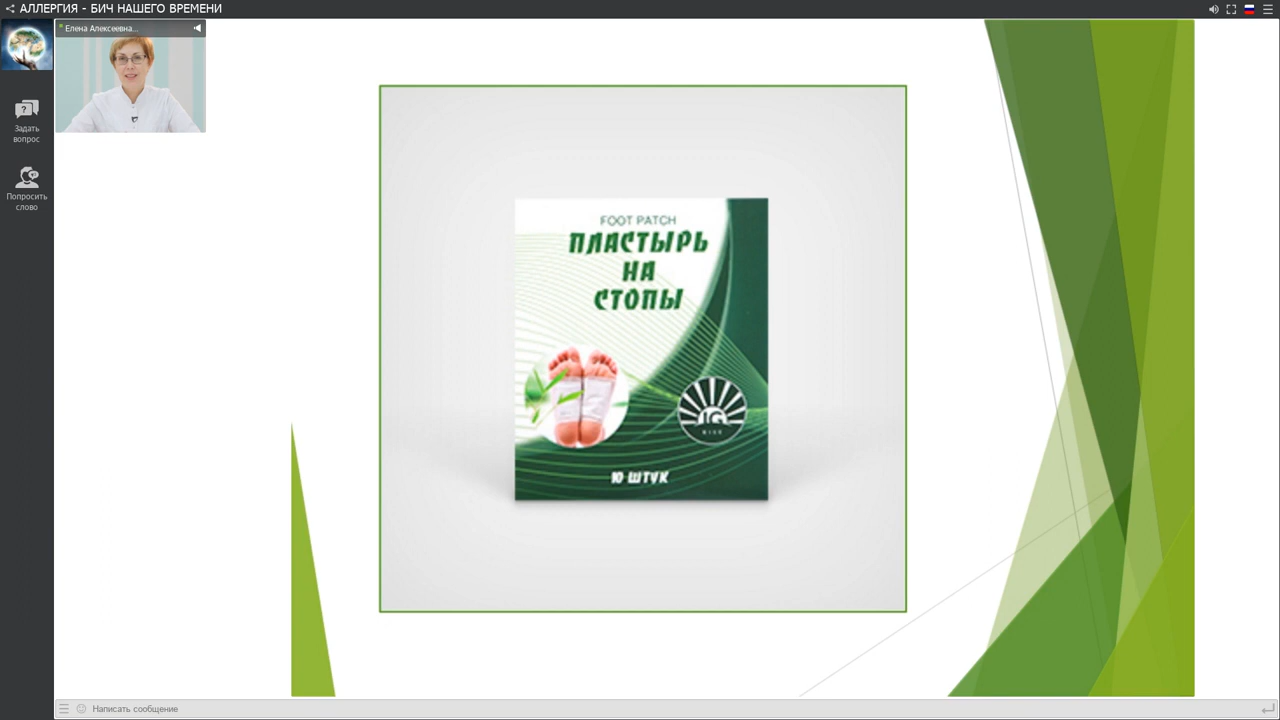 АЛЛЕРГИЯ - БИЧ НАШЕГО ВРЕМЕНИ
Елена Алексеевна...
Задать
вопрос
Попросить
слово
FOOT PATCH
ПЛАСТЫРЬ
НА
СТОПЫ
IG
10 ШТУК
Написать сообщение